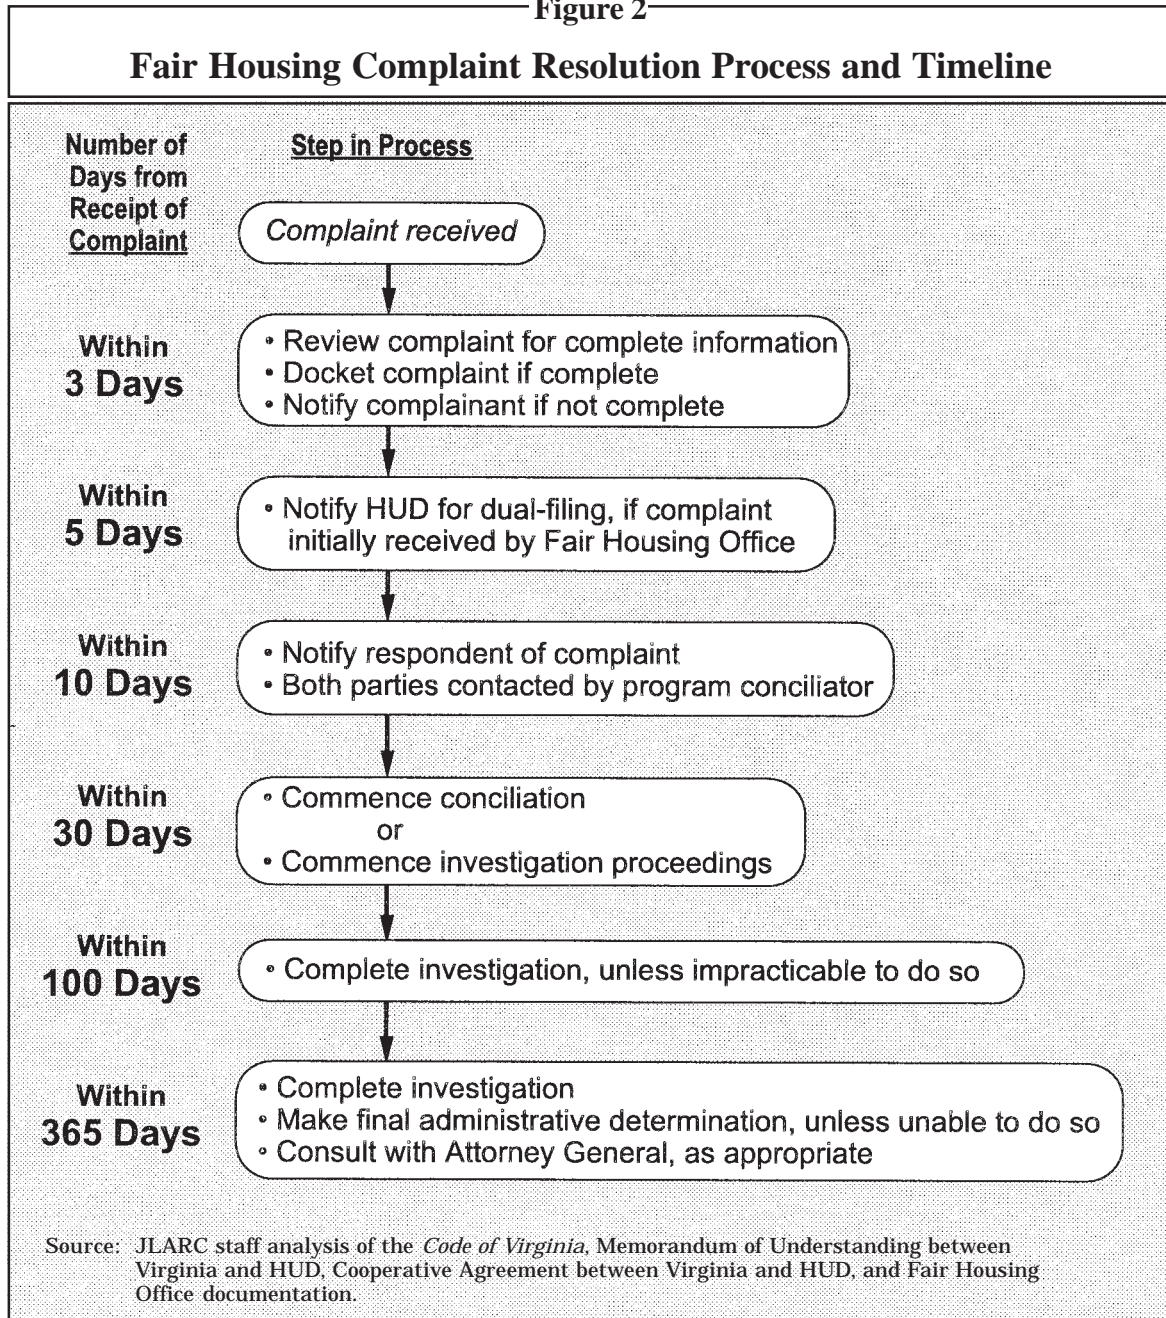 Figure 2
Fair Housing Complaint Resolution Process and Timeline
Number of
Days from
Receipt of
Complaint
Step in Process
Complaint received
Within
3 Days
• Review complaint for complete information
• Docket complaint if complete
• Notify complainant if not complete
Within
5 Days
• Notify HUD for dual-filing, if complaint
initially received by Fair Housing Office
Within
10 Days
• Notify respondent of complaint
• Both parties contacted by program conciliator
Within
30 Days
• Commence conciliation
or
• Commence investigation proceedings
Within
100 Days
• Complete investigation, unless impracticable to do so
Within
365 Days
• Complete investigation
• Make final administrative determination, unless unable to do so
• Consult with Attorney General, as appropriate
Source: JLARC staff analysis of the Code of Virginia, Memorandum of Understanding between
Virginia and HUD, Cooperative Agreement between Virginia and HUD, and Fair Housing
Office documentation.